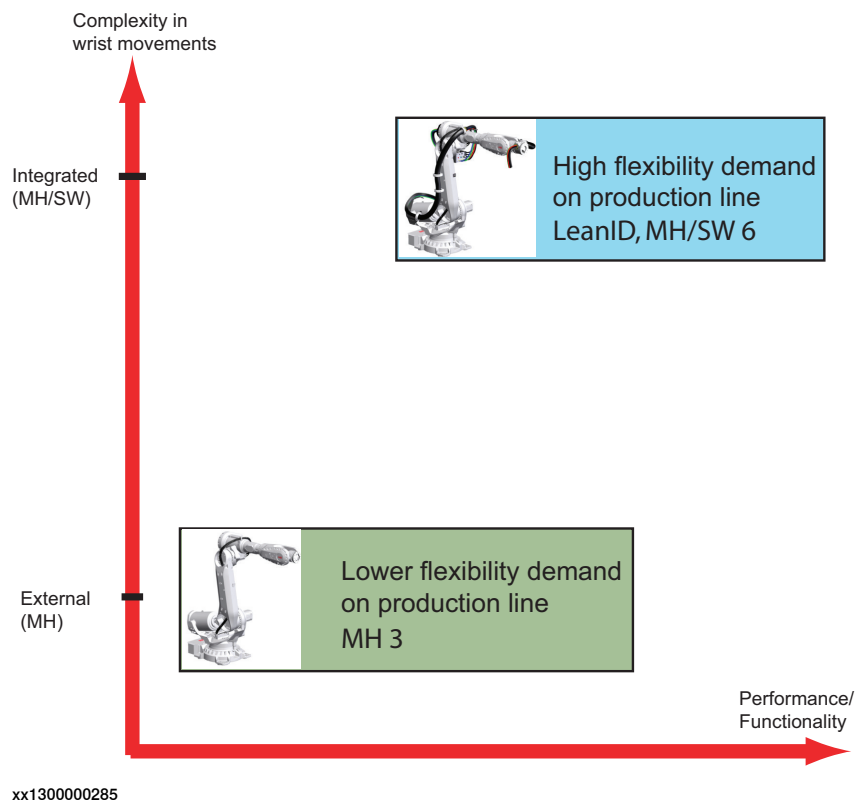 Complexity in
wrist movements
Integrated
(MH/SW)
High flexibility demand
on production line
LeanID, MH/SW 6
External
(MH)
Lower flexibility demand
on production line
MH 3
Performance/
Functionality
xx1300000285